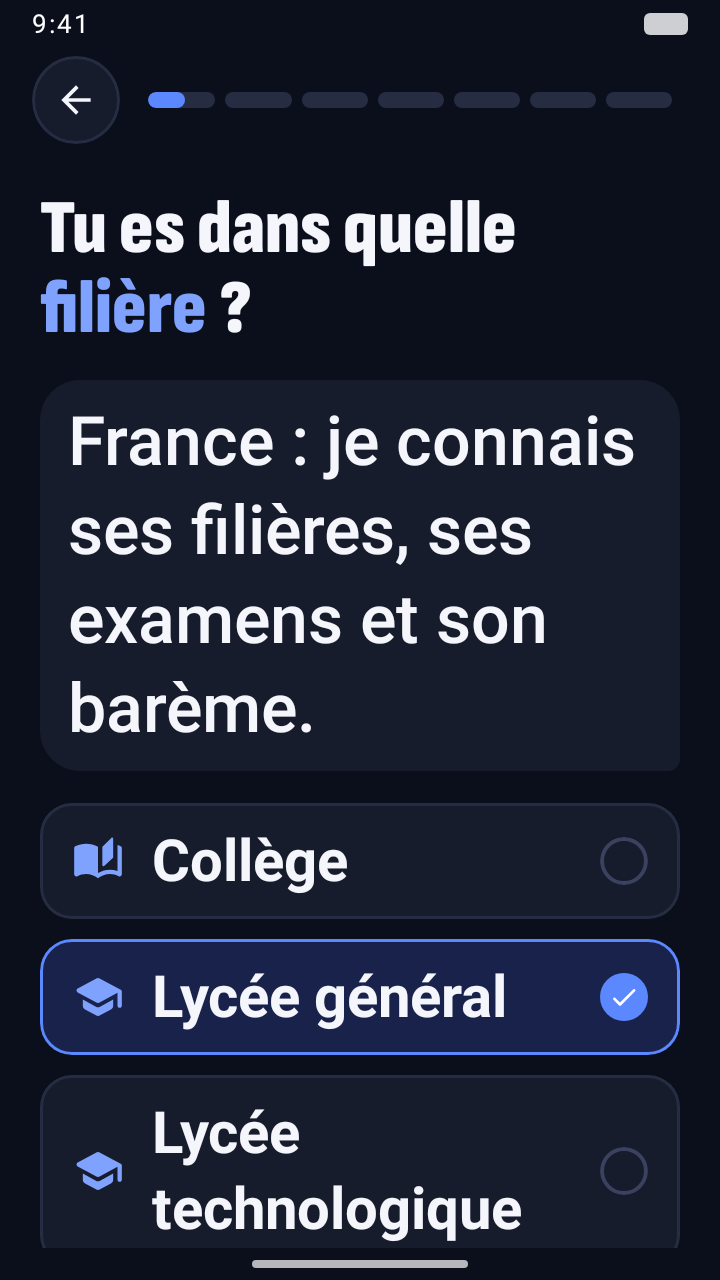 9:41
Tu es dans quelle
filière ?
France : je connais
ses filières, ses
examens et son
barème.
Collège
Lycée général
Lycée
technologique